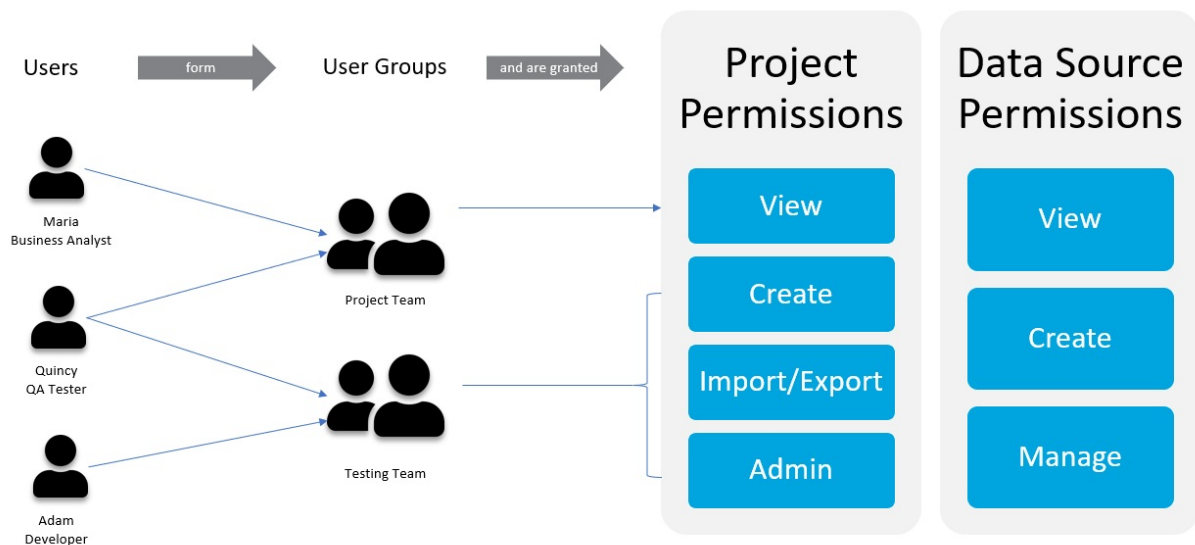 Users
form
User Groups
and are granted
Project
Permissions
Data Source
Permissions
Maria
Business Analyst
Quincy
QA Tester
Adam
Developer
Project Team
Testing Team
View
Create
Import/Export
Admin
View
Create
Manage